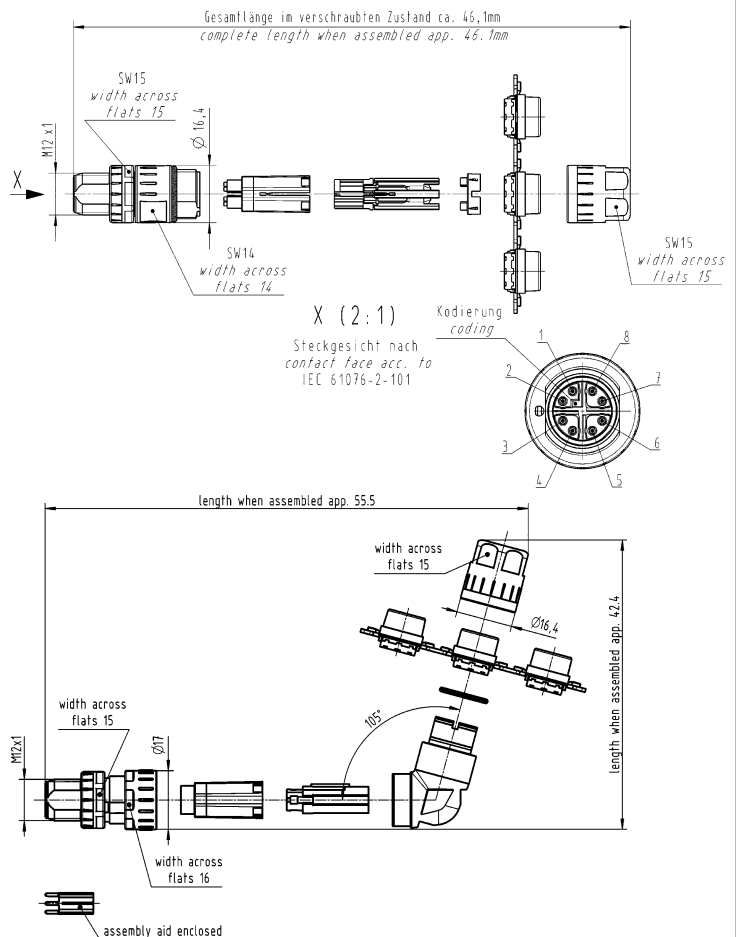 Gesamtlänge im verschraubten Zustand ca. 46,1mm
complete length when assembled app. 46.1mm
SW15
width across
flats 15
M12 x1
Ø 16,4
X
SW14
width across
flats 14
SW15
width across
flats 15
X (2:1)
Steckgesicht nach
contact face acc. to
IEC 61076-2-101
Kodierung
coding
1
8
2
7
3
6
4
5
length when assembled app. 55.5
width across
flats 15
Ø16,4
length when assembled app. 42.4
105°
width across
flats 15
M12x1
Ø17
width across
flats 16
assembly aid enclosed